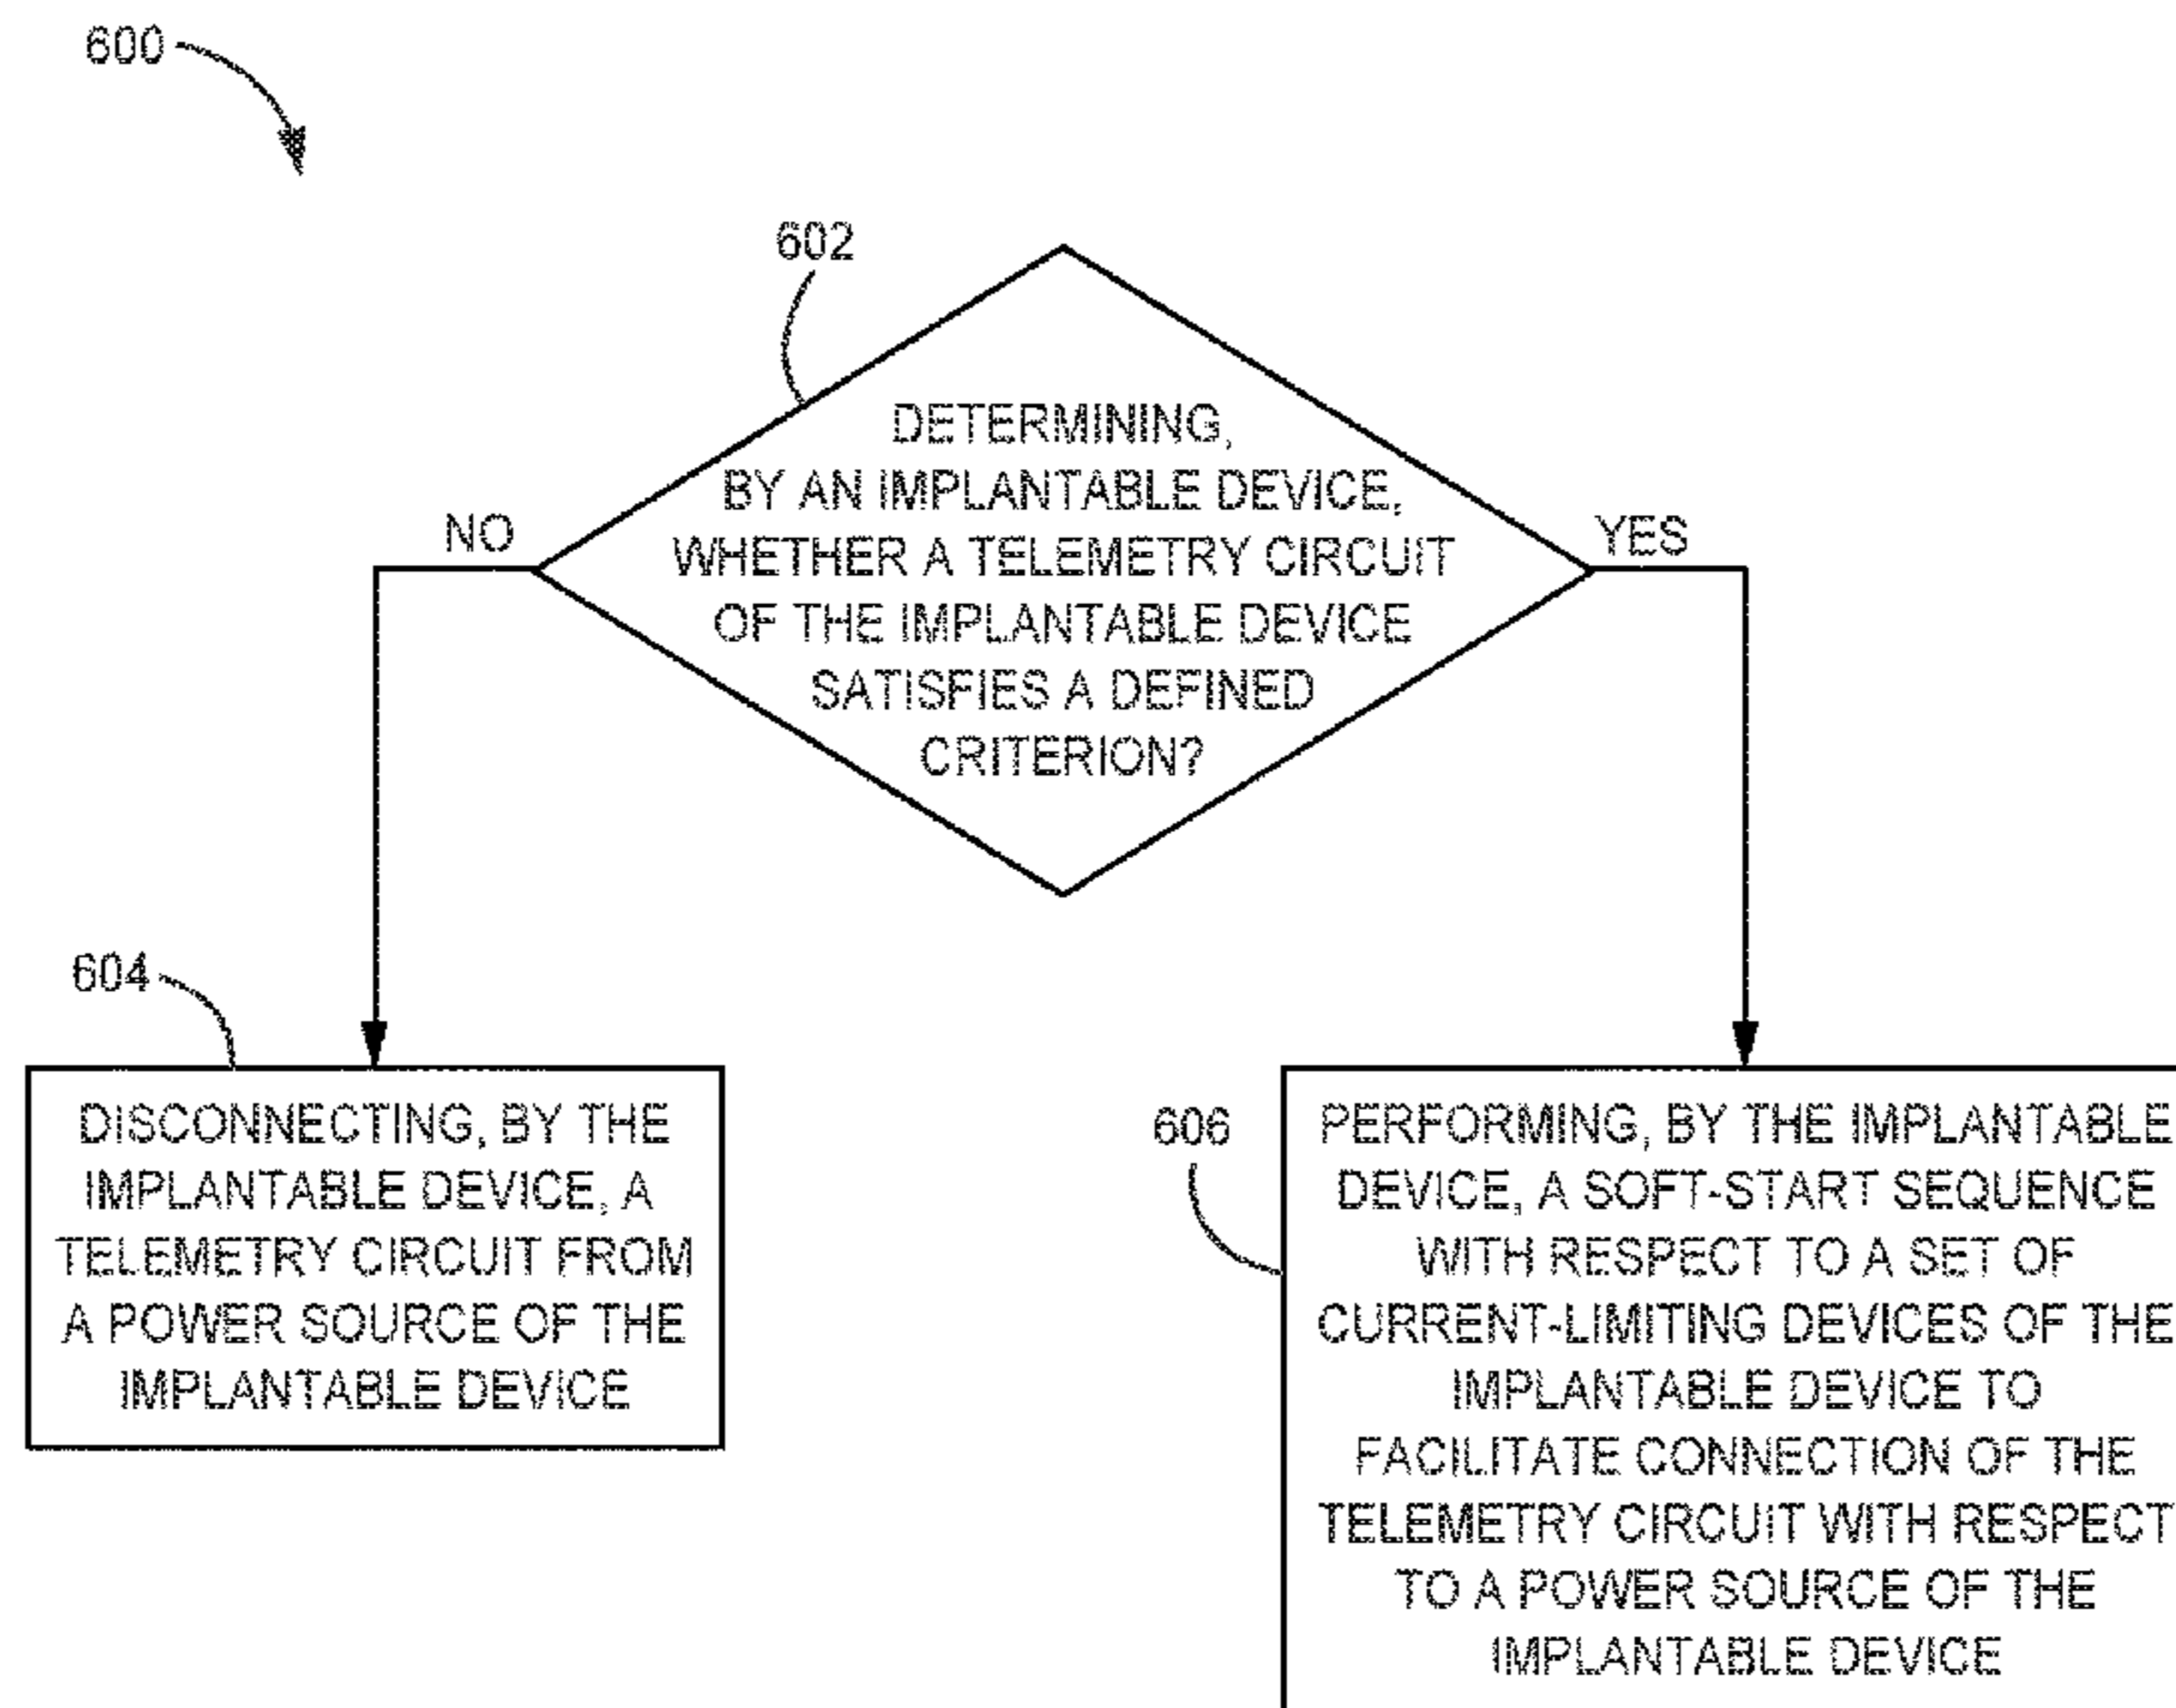 600
602
DETERMINING,
BY AN IMPLANTABLE DEVICE,
WHETHER A TELEMETRY CIRCUIT
OF THE IMPLANTABLE DEVICE
SATISFIES A DEFINED
CRITERION?
NO
YES
604
DISCONNECTING, BY THE
IMPLANTABLE DEVICE, A
TELEMETRY CIRCUIT FROM
A POWER SOURCE OF THE
IMPLANTABLE DEVICE
606
PERFORMING, BY THE IMPLANTABLE
DEVICE, A SOFT-START SEQUENCE
WITH RESPECT TO A SET OF
CURRENT-LIMITING DEVICES OF THE
IMPLANTABLE DEVICE TO
FACILITATE CONNECTION OF THE
TELEMETRY CIRCUIT WITH RESPECT
TO A POWER SOURCE OF THE
IMPLANTABLE DEVICE